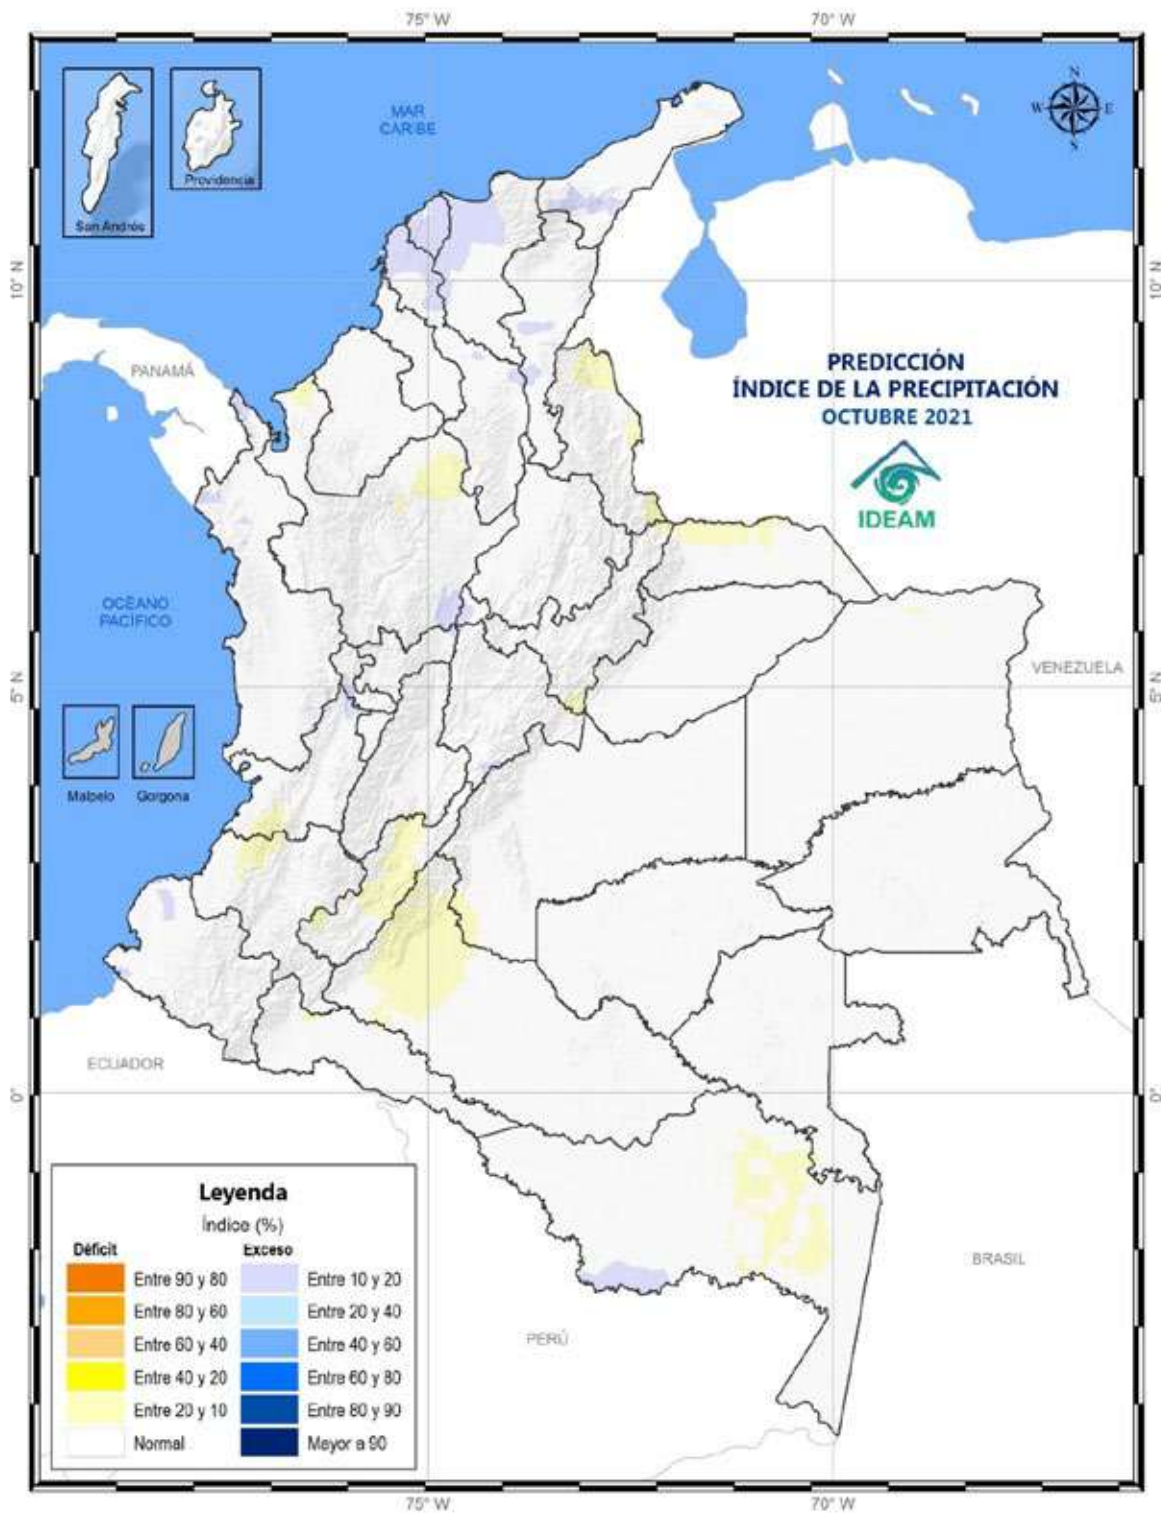 75° W
70° W
MAR
CARIBE
N
W
E
S
Providencia
San Andrés
10° N
10° N
PREDICCIÓN
ÍNDICE DE LA PRECIPITACIÓN
OCTUBRE 2021
IDEAM
PANAMÁ
OCÉANO
PACÍFICO
VENEZUELA
5° N
5° N
Malpelo
Gorgona
ECUADOR
0°
0°
Leyenda
Índice (%)
Déficit
Exceso
Entre 90 y 80
Entre 10 y 20
Entre 80 y 60
Entre 20 y 40
Entre 60 y 40
Entre 40 y 60
Entre 40 y 20
Entre 60 y 80
Entre 20 y 10
Entre 80 y 90
Normal
Mayor a 90
BRASIL
PERÚ
75° W
70° W